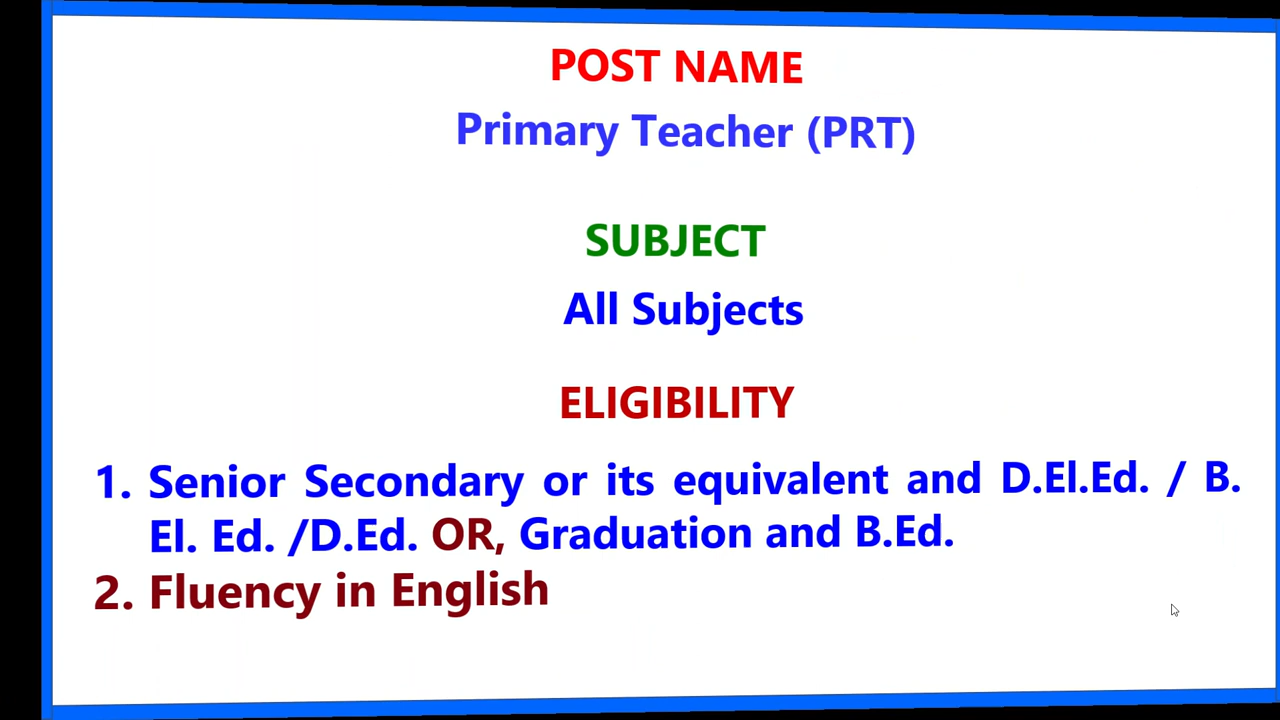 POST NAME
Primary Teacher (PRT)
SUBJECT
All Subjects
ELIGIBILITY
1. Senior Secondary or its equivalent and D.El.Ed. / B.
El. Ed. /D.Ed. OR, Graduation and B.Ed.
2. Fluency in English